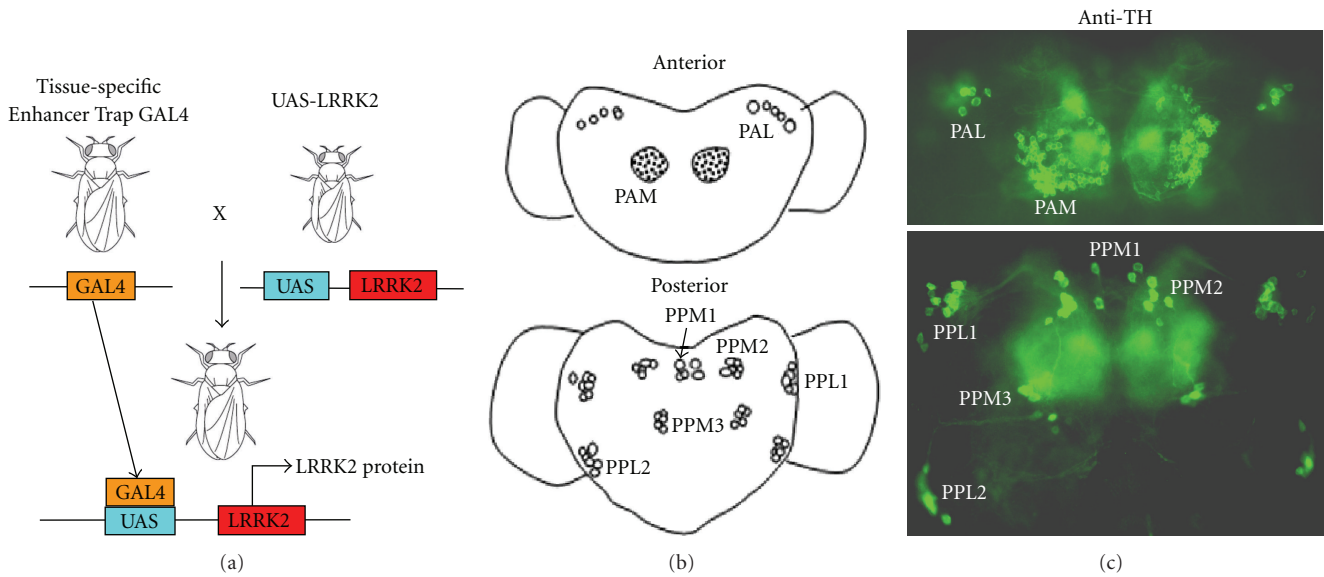 Tissue-specific
Enhancer Trap GAL4
UAS-LRRK2
X
GAL4
UAS
LRRK2
LRRK2 protein
GAL4
UAS
LRRK2
(a)
Anterior
PAL
PAM
Posterior
PPM1
PPM2
PPL1
PPM3
PPL2
(b)
Anti-TH
PAL
PAM
PPM1
PPM2
PPL1
PPM3
PPL2
(c)